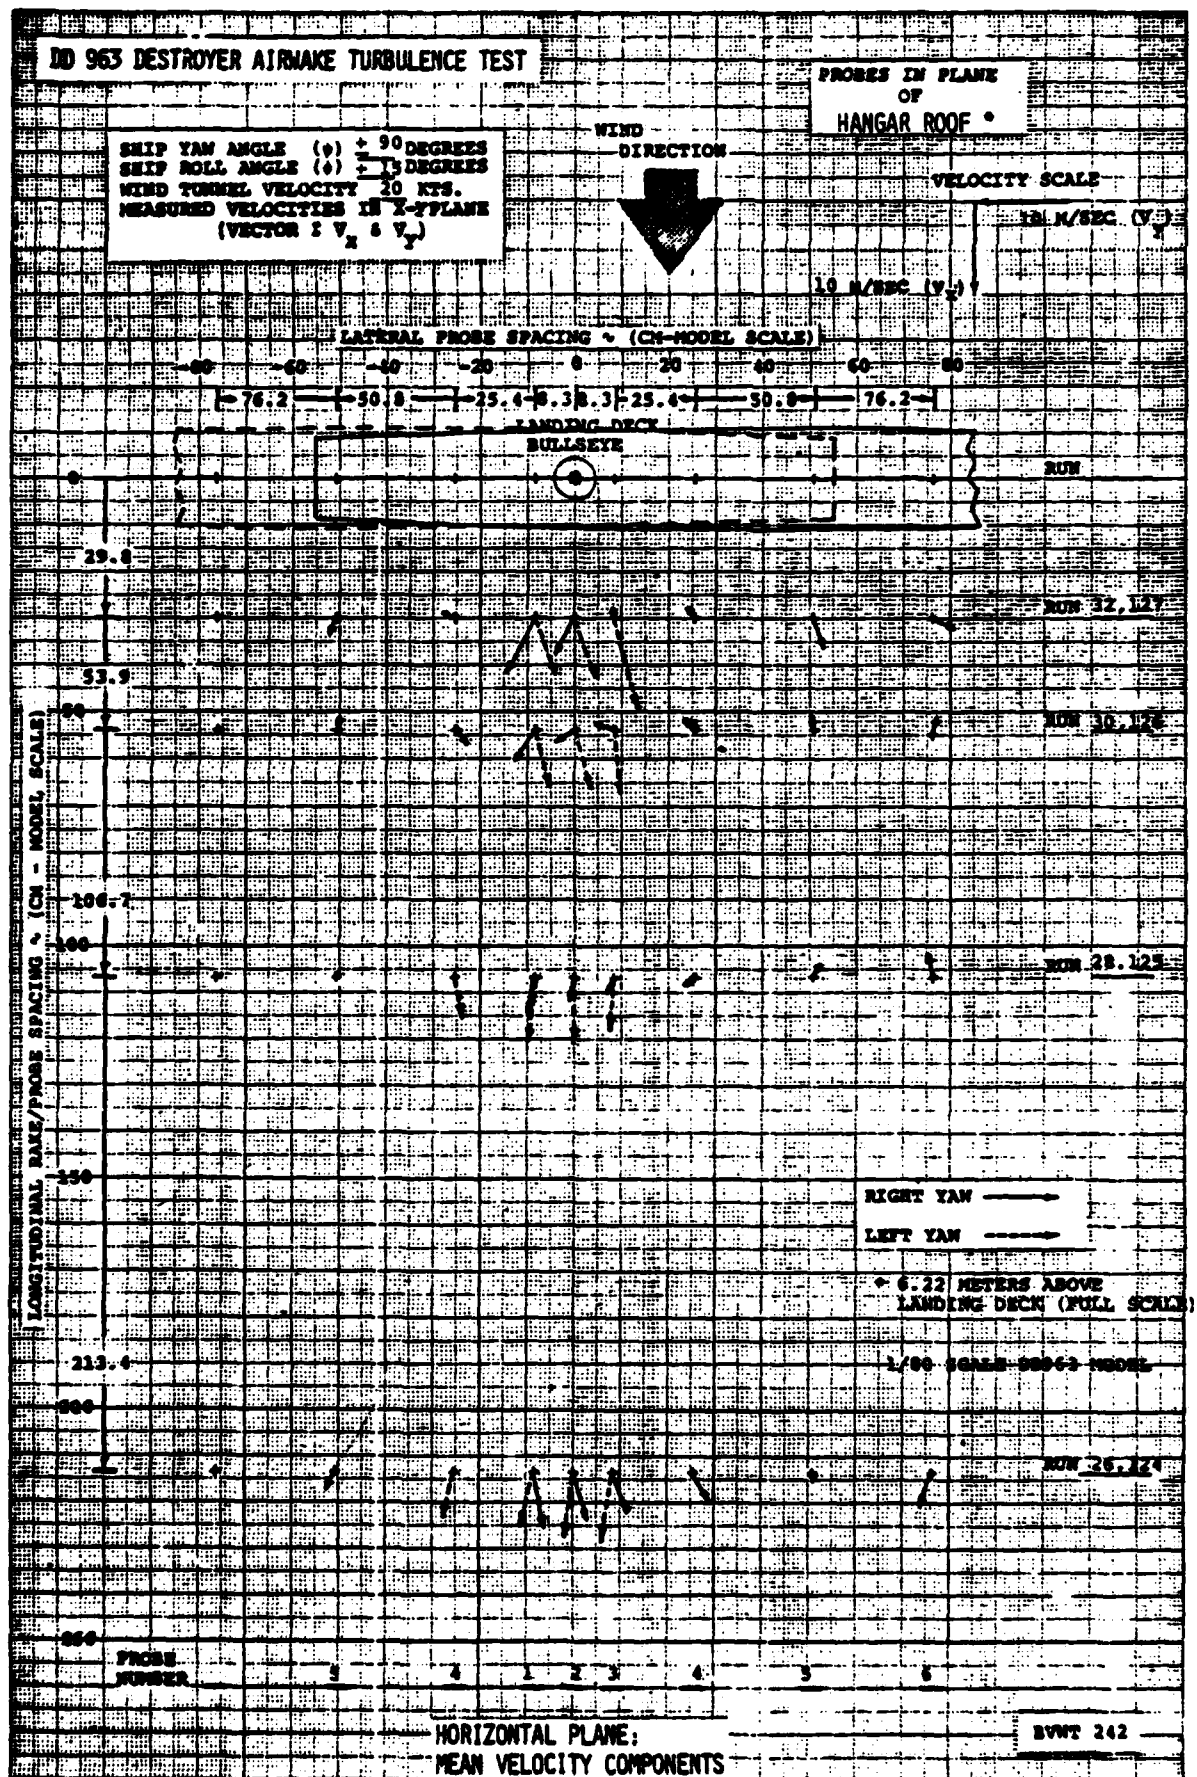 DD 963 DESTROYER AIRWAKE TURBULENCE TEST
PROBES IN PLANE
OF
HANGAR ROOF *
SHIP YAW ANGLE (ψ) ± 90 DEGREES
SHIP ROLL ANGLE (φ) + 15 DEGREES
WIND TUNNEL VELOCITY 20 KTS.
MEASURED VELOCITIES IN X-Y PLANE
(VECTOR Σ Vx & Vy)
WIND
DIRECTION
VELOCITY SCALE
10 M/SEC (Vy)
10 M/SEC (Vx)
LATERAL PROBE SPACING ~ (CM-MODEL SCALE)
-80 -60 -40 -20 0 20 40 60 80
76.2 50.8 25.4 8.3 8.3 25.4 50.8 76.2
LANDING DECK
BULLSEYE
0
RUN
29.8
RUN 32,127
53.9
50
RUN 30,126
106.7
100
RUN 28,125
150
LONGITUDINAL RAKE/PROBE SPACING ~ (CM - MODEL SCALE)
RIGHT YAW
LEFT YAW
* 6.22 METERS ABOVE
LANDING DECK (FULL SCALE)
213.4
1/80 SCALE DD963 MODEL
200
RUN 26,124
250
PROBE
NUMBER
4 1 2 3 4 5 6
HORIZONTAL PLANE:
MEAN VELOCITY COMPONENTS
BVWT 242